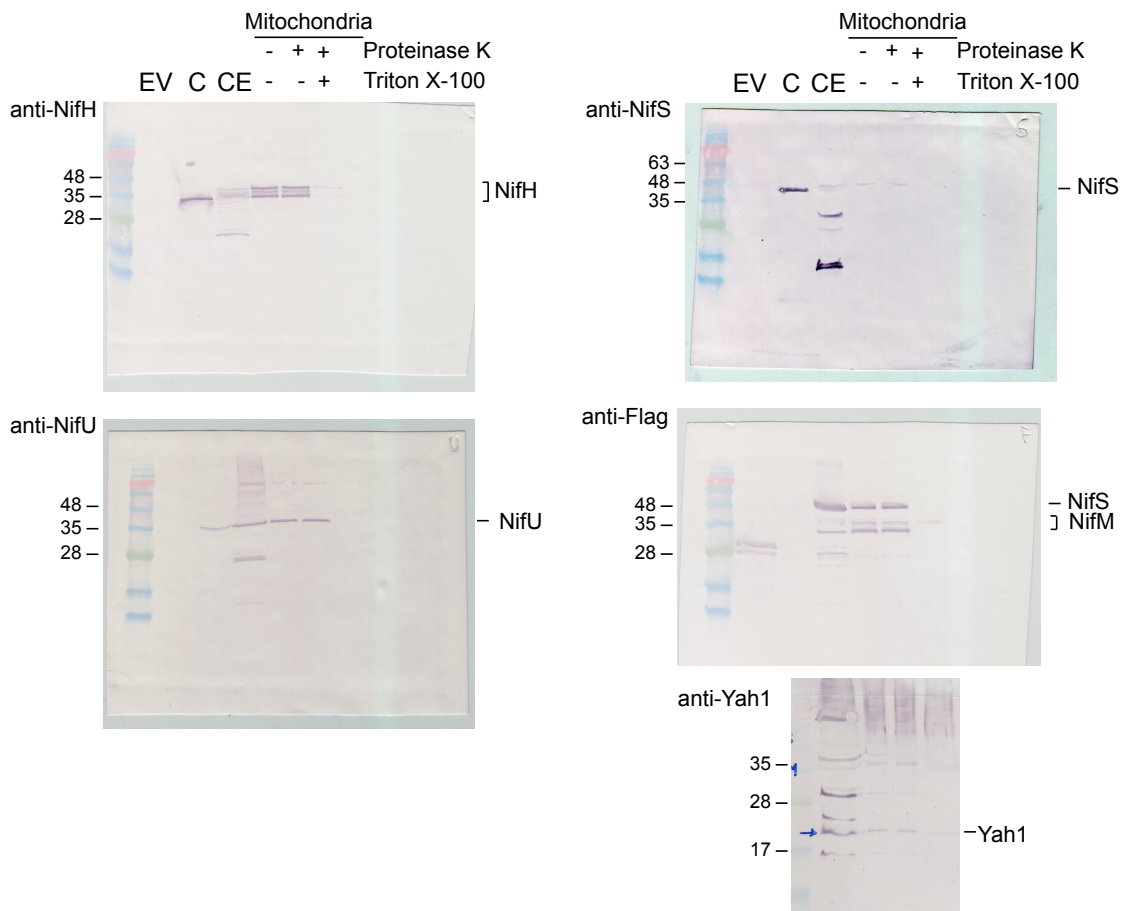 Mitochondria
- + + Proteinase K
EV C CE - - + Triton X-100
anti-NifH
48
35
28
NifH
Mitochondria
- + + Proteinase K
EV C CE - - + Triton X-100
anti-NifS
S
63
48
35
NifS
anti-NifU
U
48
35
28
NifU
anti-Flag
F
48
35
28
NifS
NifM
anti-Yah1
35
28
17
Yah1